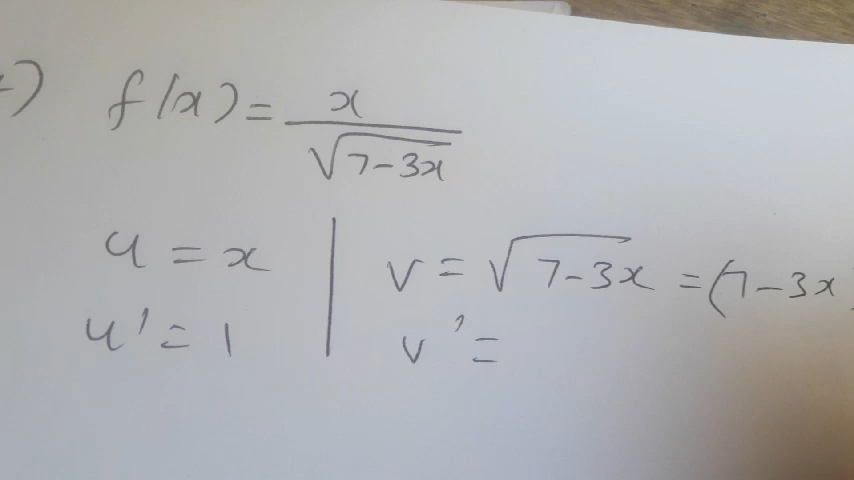 ) f(x) = x / √(7-3x)
u = x | v = √(7-3x) = (7-3x
u' = 1 | v' =